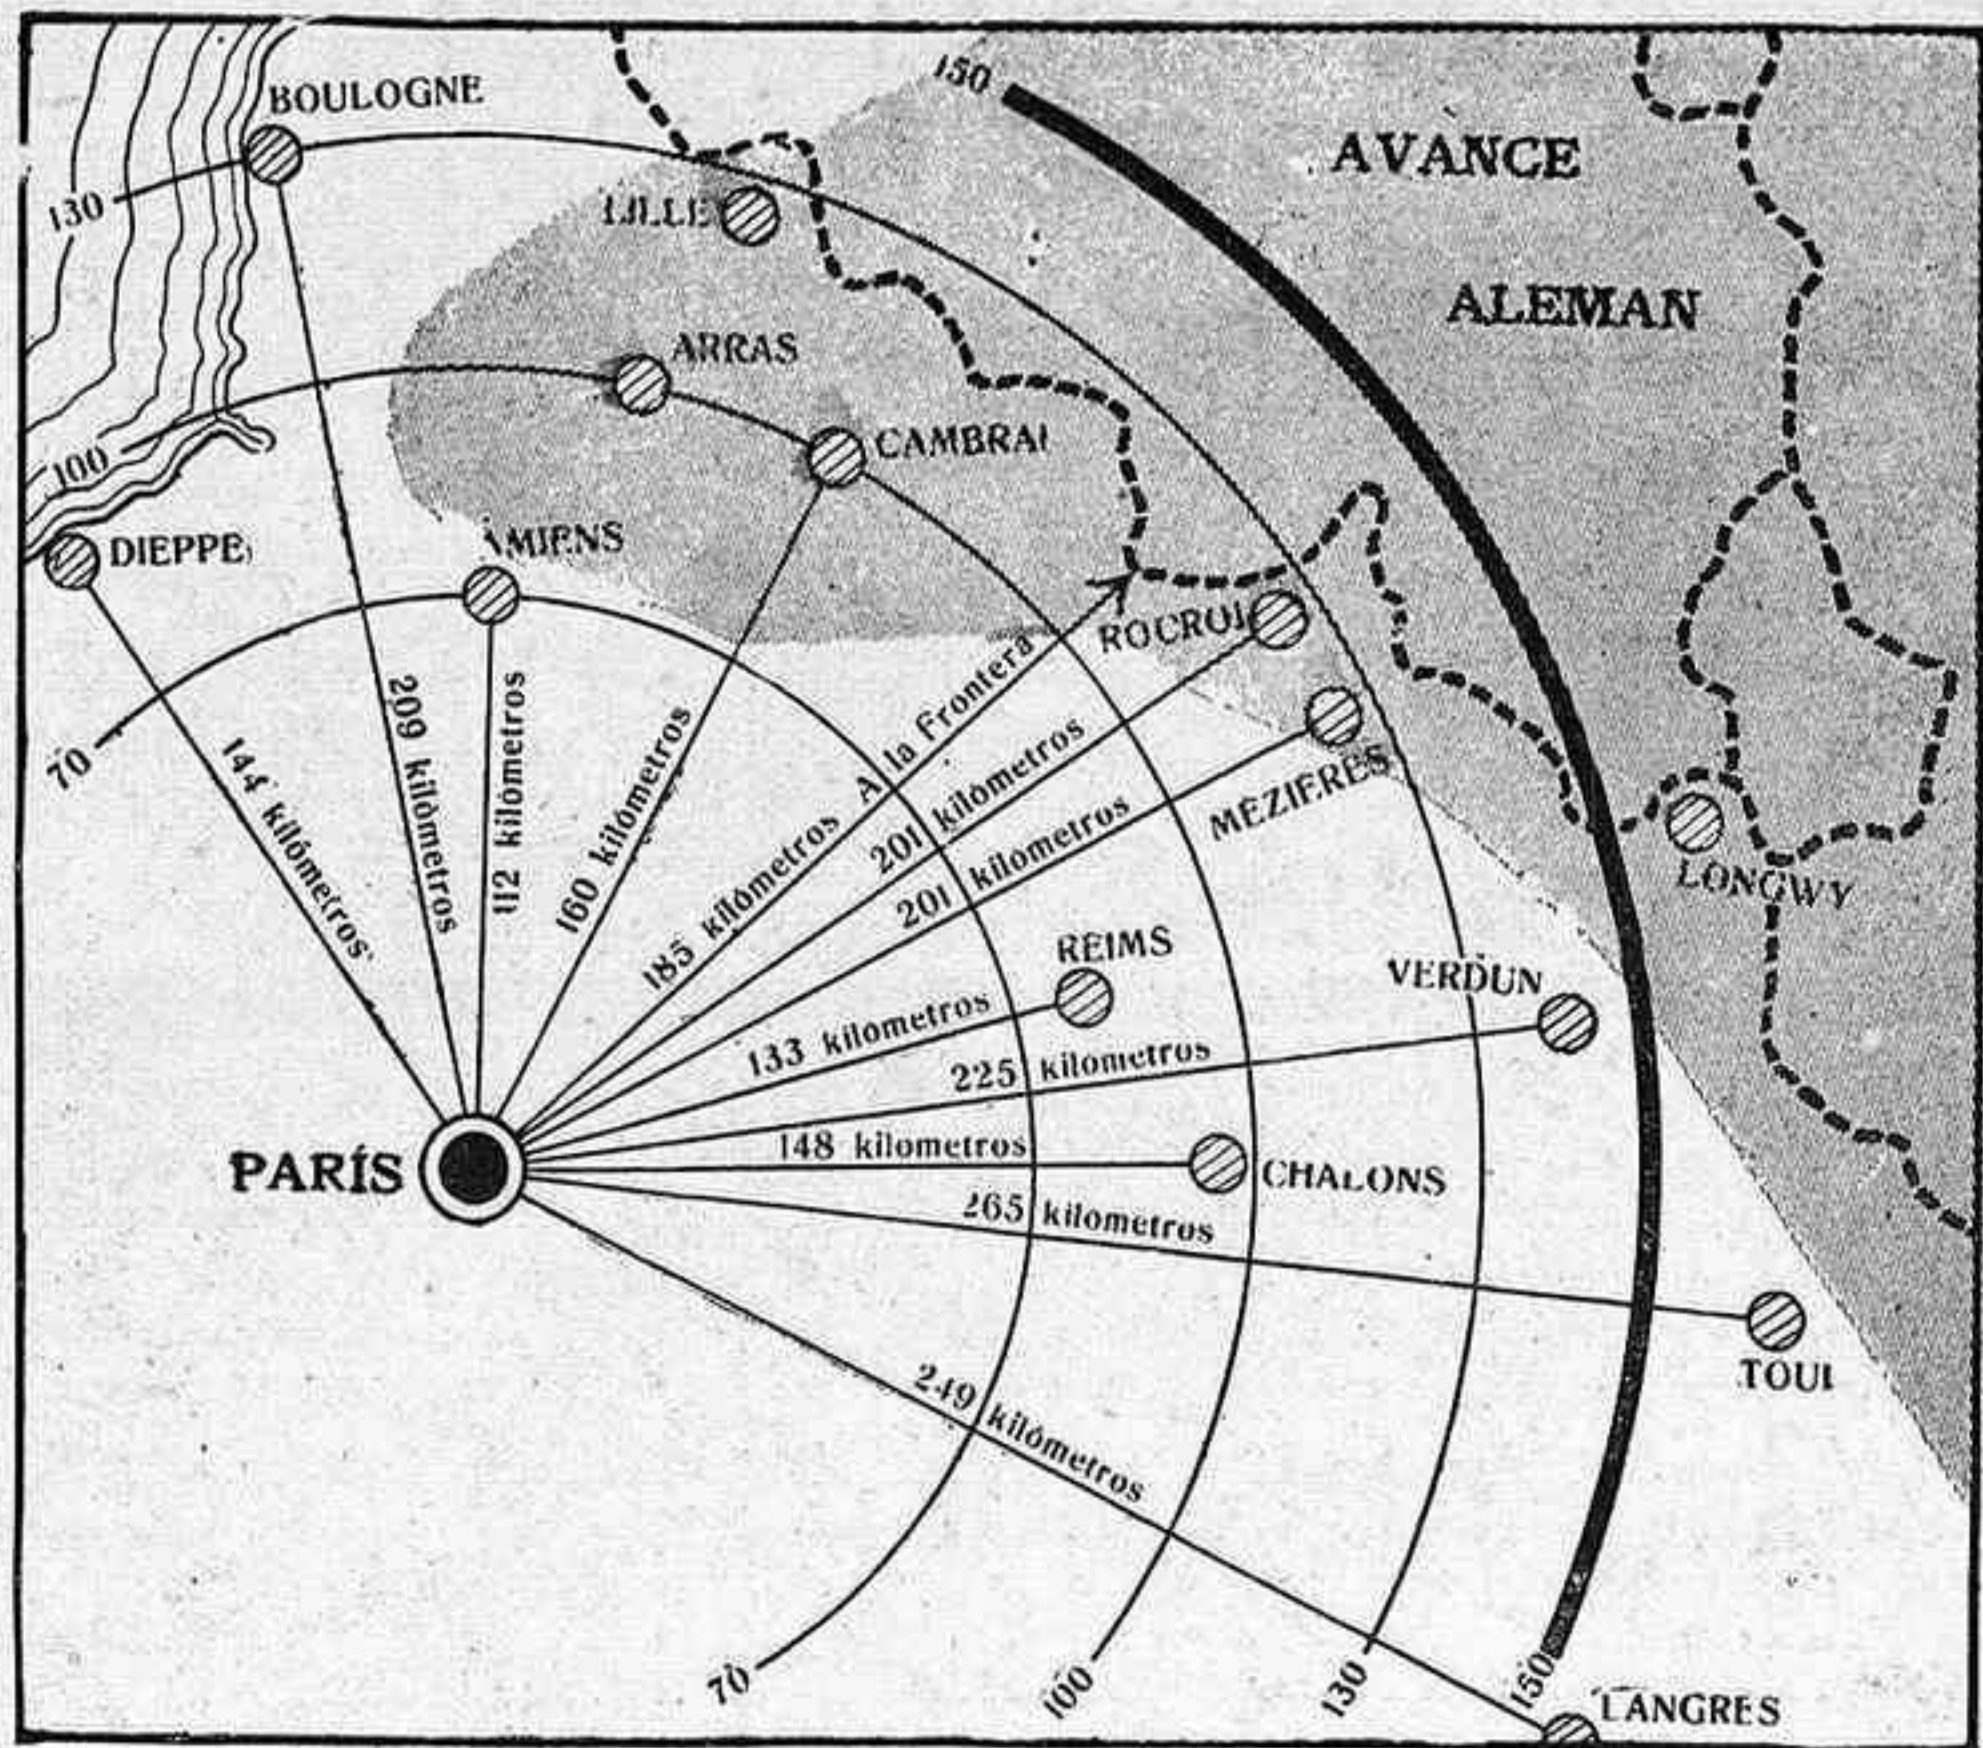 150
BOULOGNE
AVANCE
130
LILLE
ALEMAN
ARRAS
CAMBRAI
100
AMIENS
DIEPPE
ROCROI
A la Frontera
70
144 kilómetros
209 kilómetros
112 kilómetros
160 kilómetros
185 kilómetros
201 kilómetros
201 kilometros
MÉZIERES
LONGWY
REIMS
VERDUN
133 kilómetros
225 kilometros
148 kilometros
PARÍS
CHALONS
265 kilometros
TOUL
249 kilómetros
70
100
130
150
LANGRES